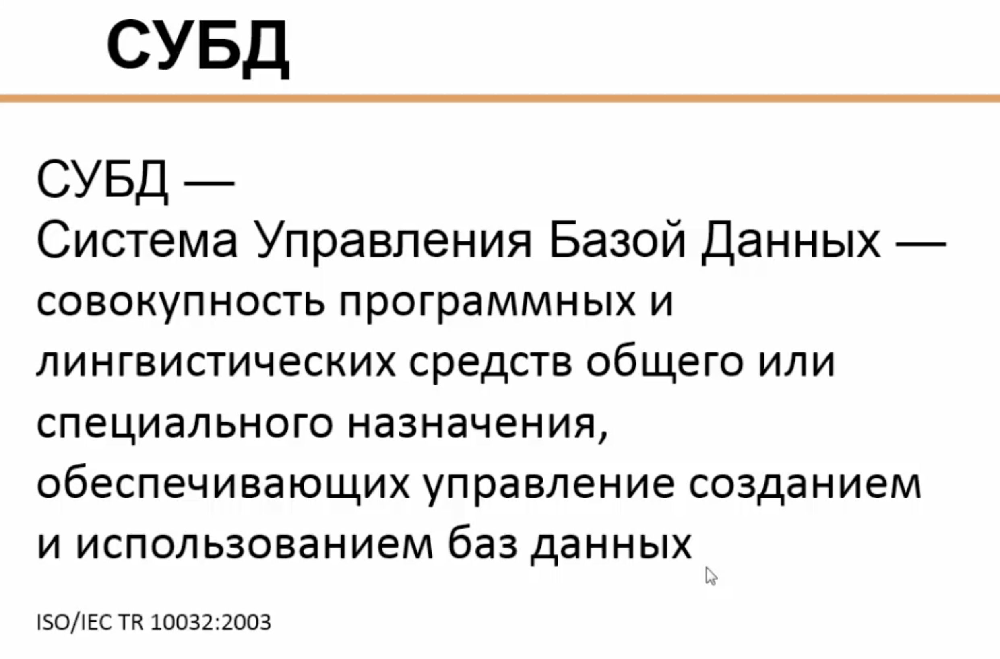 СУБД
СУБД —
Система Управления Базой Данных —
совокупность программных и
лингвистических средств общего или
специального назначения,
обеспечивающих управление созданием
и использованием баз данных
ISO/IEC TR 10032:2003